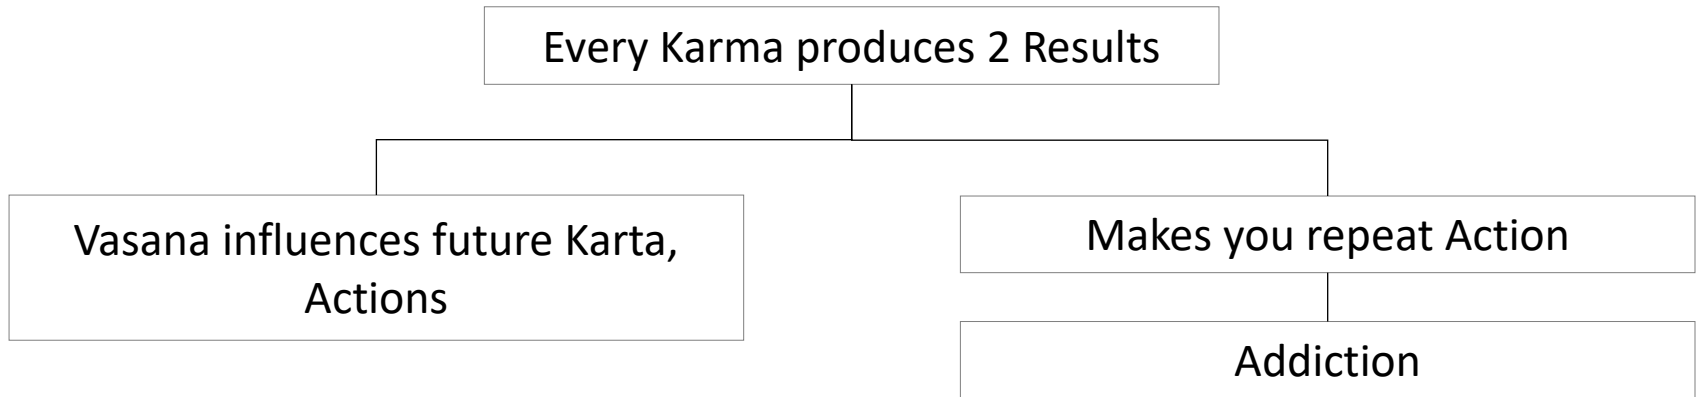 Every Karma produces 2 Results
Vasana influences future Karta,
Actions
Makes you repeat Action
Addiction